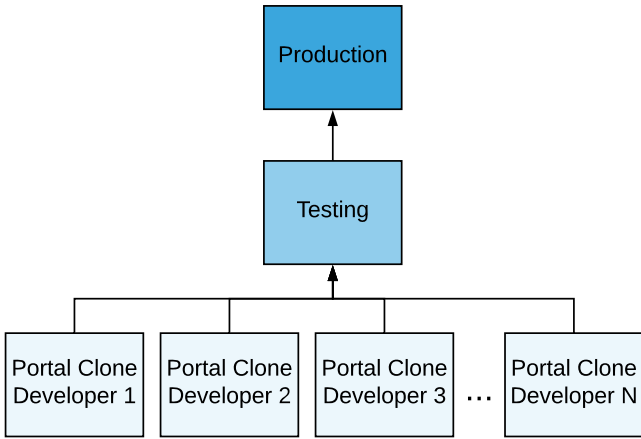 Production
Testing
Portal Clone
Developer 1
Portal Clone
Developer 2
Portal Clone
Developer 3
...
Portal Clone
Developer N